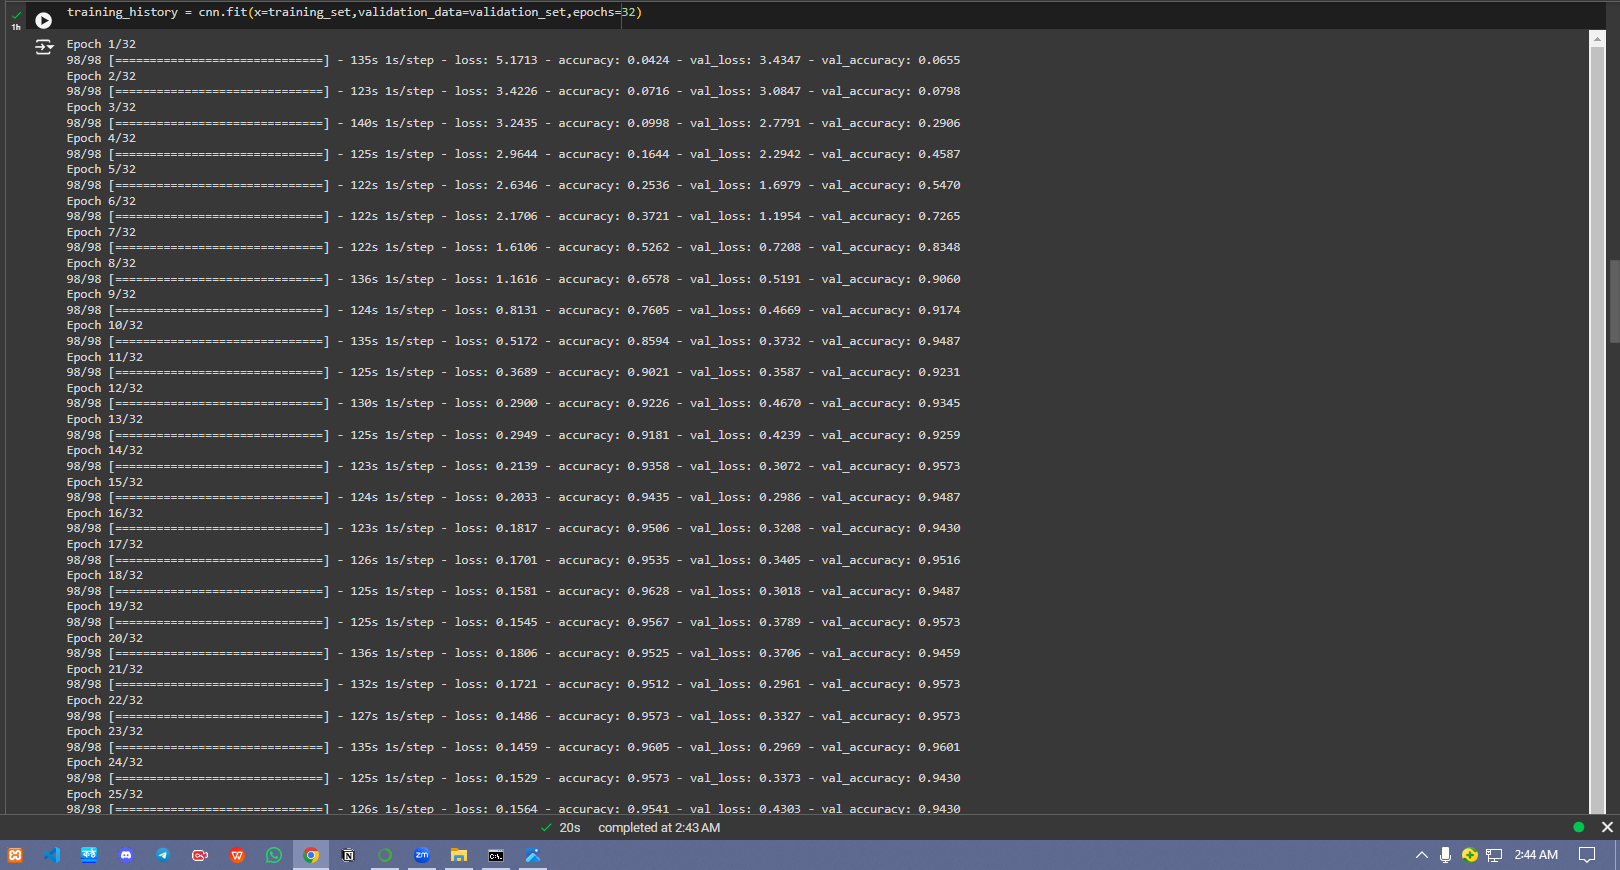 training_history = cnn.fit(x=training_set,validation_data=validation_set,epochs=32)
1h
Epoch 1/32
98/98 [==============================] - 135s 1s/step - loss: 5.1713 - accuracy: 0.0424 - val_loss: 3.4347 - val_accuracy: 0.0655
Epoch 2/32
98/98 [==============================] - 123s 1s/step - loss: 3.4226 - accuracy: 0.0716 - val_loss: 3.0847 - val_accuracy: 0.0798
Epoch 3/32
98/98 [==============================] - 140s 1s/step - loss: 3.2435 - accuracy: 0.0998 - val_loss: 2.7791 - val_accuracy: 0.2906
Epoch 4/32
98/98 [==============================] - 125s 1s/step - loss: 2.9644 - accuracy: 0.1644 - val_loss: 2.2942 - val_accuracy: 0.4587
Epoch 5/32
98/98 [==============================] - 122s 1s/step - loss: 2.6346 - accuracy: 0.2536 - val_loss: 1.6979 - val_accuracy: 0.5470
Epoch 6/32
98/98 [==============================] - 122s 1s/step - loss: 2.1706 - accuracy: 0.3721 - val_loss: 1.1954 - val_accuracy: 0.7265
Epoch 7/32
98/98 [==============================] - 122s 1s/step - loss: 1.6106 - accuracy: 0.5262 - val_loss: 0.7208 - val_accuracy: 0.8348
Epoch 8/32
98/98 [==============================] - 136s 1s/step - loss: 1.1616 - accuracy: 0.6578 - val_loss: 0.5191 - val_accuracy: 0.9060
Epoch 9/32
98/98 [==============================] - 124s 1s/step - loss: 0.8131 - accuracy: 0.7605 - val_loss: 0.4669 - val_accuracy: 0.9174
Epoch 10/32
98/98 [==============================] - 135s 1s/step - loss: 0.5172 - accuracy: 0.8594 - val_loss: 0.3732 - val_accuracy: 0.9487
Epoch 11/32
98/98 [==============================] - 125s 1s/step - loss: 0.3689 - accuracy: 0.9021 - val_loss: 0.3587 - val_accuracy: 0.9231
Epoch 12/32
98/98 [==============================] - 130s 1s/step - loss: 0.2900 - accuracy: 0.9226 - val_loss: 0.4670 - val_accuracy: 0.9345
Epoch 13/32
98/98 [==============================] - 125s 1s/step - loss: 0.2949 - accuracy: 0.9181 - val_loss: 0.4239 - val_accuracy: 0.9259
Epoch 14/32
98/98 [==============================] - 123s 1s/step - loss: 0.2139 - accuracy: 0.9358 - val_loss: 0.3072 - val_accuracy: 0.9573
Epoch 15/32
98/98 [==============================] - 124s 1s/step - loss: 0.2033 - accuracy: 0.9435 - val_loss: 0.2986 - val_accuracy: 0.9487
Epoch 16/32
98/98 [==============================] - 123s 1s/step - loss: 0.1817 - accuracy: 0.9506 - val_loss: 0.3208 - val_accuracy: 0.9430
Epoch 17/32
98/98 [==============================] - 126s 1s/step - loss: 0.1701 - accuracy: 0.9535 - val_loss: 0.3405 - val_accuracy: 0.9516
Epoch 18/32
98/98 [==============================] - 125s 1s/step - loss: 0.1581 - accuracy: 0.9628 - val_loss: 0.3018 - val_accuracy: 0.9487
Epoch 19/32
98/98 [==============================] - 125s 1s/step - loss: 0.1545 - accuracy: 0.9567 - val_loss: 0.3789 - val_accuracy: 0.9573
Epoch 20/32
98/98 [==============================] - 136s 1s/step - loss: 0.1806 - accuracy: 0.9525 - val_loss: 0.3706 - val_accuracy: 0.9459
Epoch 21/32
98/98 [==============================] - 132s 1s/step - loss: 0.1721 - accuracy: 0.9512 - val_loss: 0.2961 - val_accuracy: 0.9573
Epoch 22/32
98/98 [==============================] - 127s 1s/step - loss: 0.1486 - accuracy: 0.9573 - val_loss: 0.3327 - val_accuracy: 0.9573
Epoch 23/32
98/98 [==============================] - 135s 1s/step - loss: 0.1459 - accuracy: 0.9605 - val_loss: 0.2969 - val_accuracy: 0.9601
Epoch 24/32
98/98 [==============================] - 125s 1s/step - loss: 0.1529 - accuracy: 0.9573 - val_loss: 0.3373 - val_accuracy: 0.9430
Epoch 25/32
98/98 [==============================] - 126s 1s/step - loss: 0.1564 - accuracy: 0.9541 - val_loss: 0.4303 - val_accuracy: 0.9430
20s completed at 2:43 AM
zm
C:\.
2:44 AM